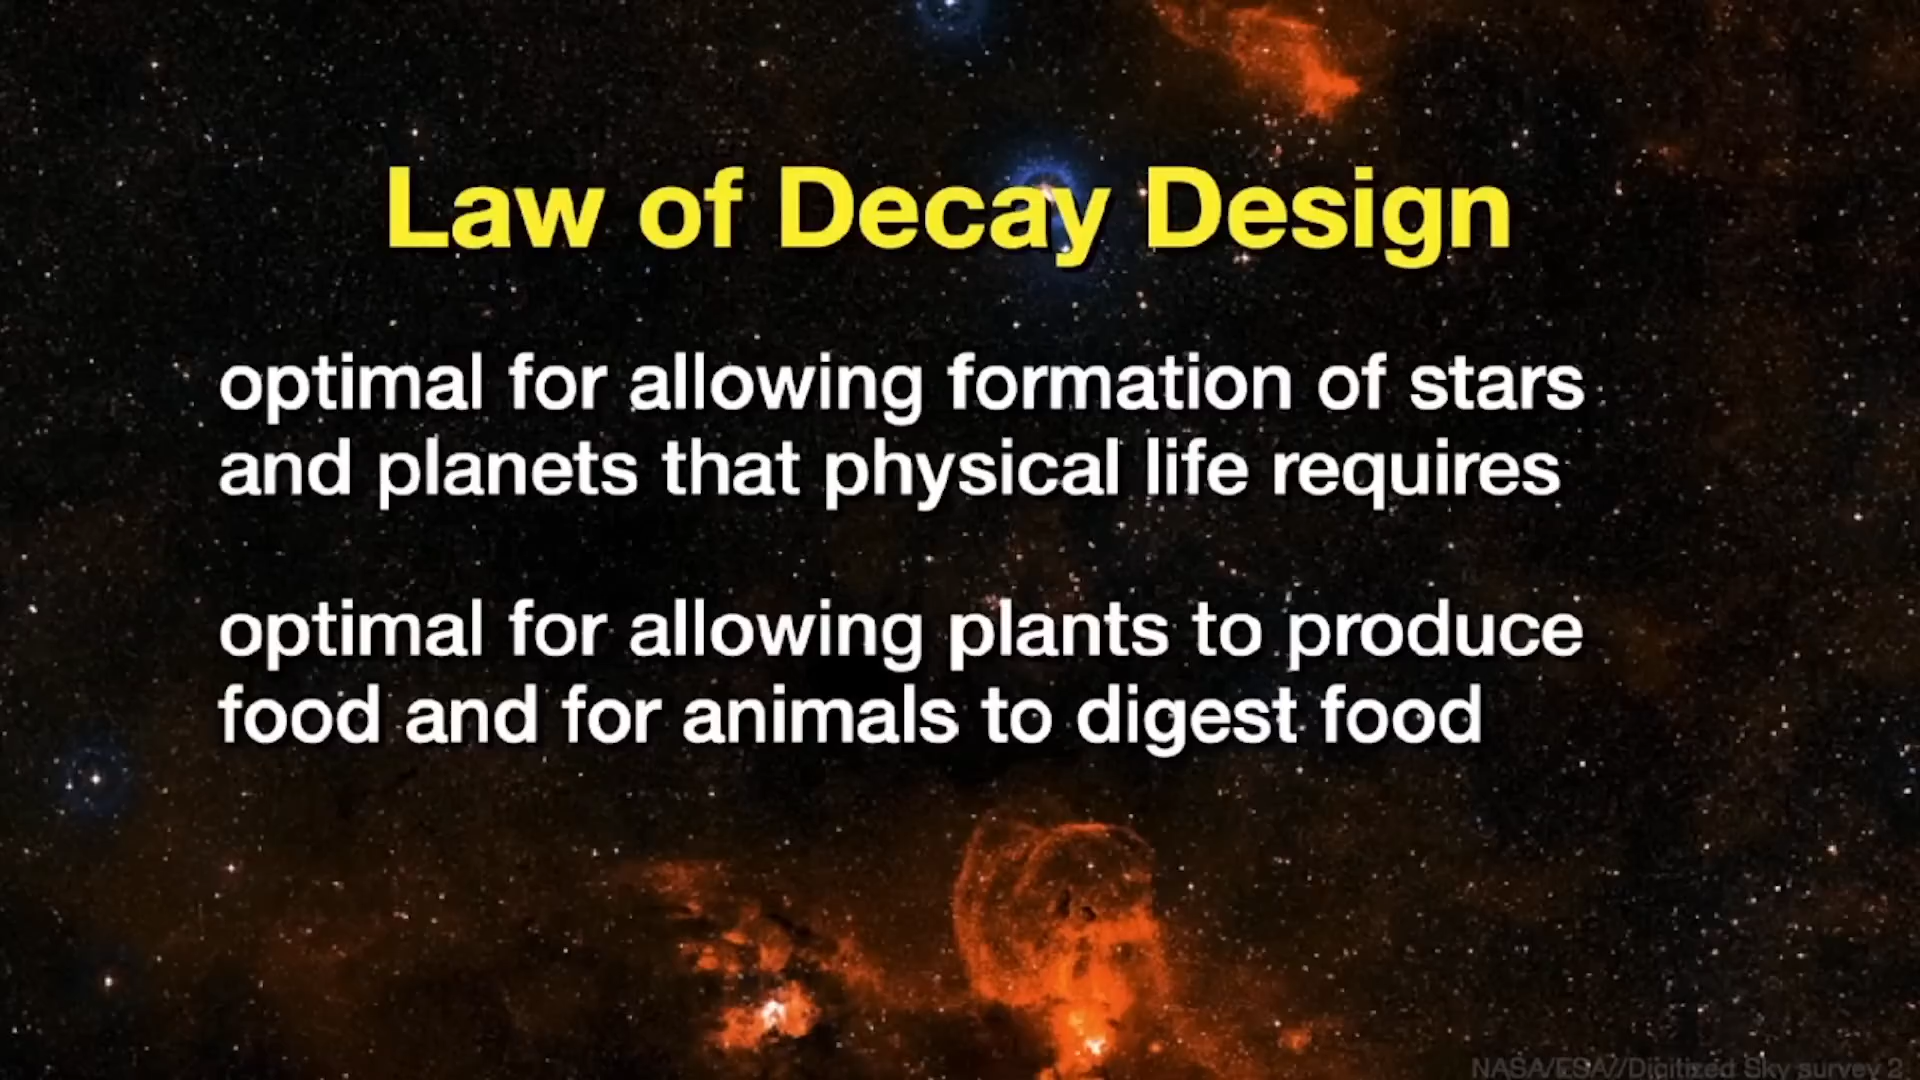 Law of Decay Design
optimal for allowing formation of stars
and planets that physical life requires
optimal for allowing plants to produce
food and for animals to digest food
NASA/ESA//Digitized Sky survey 2